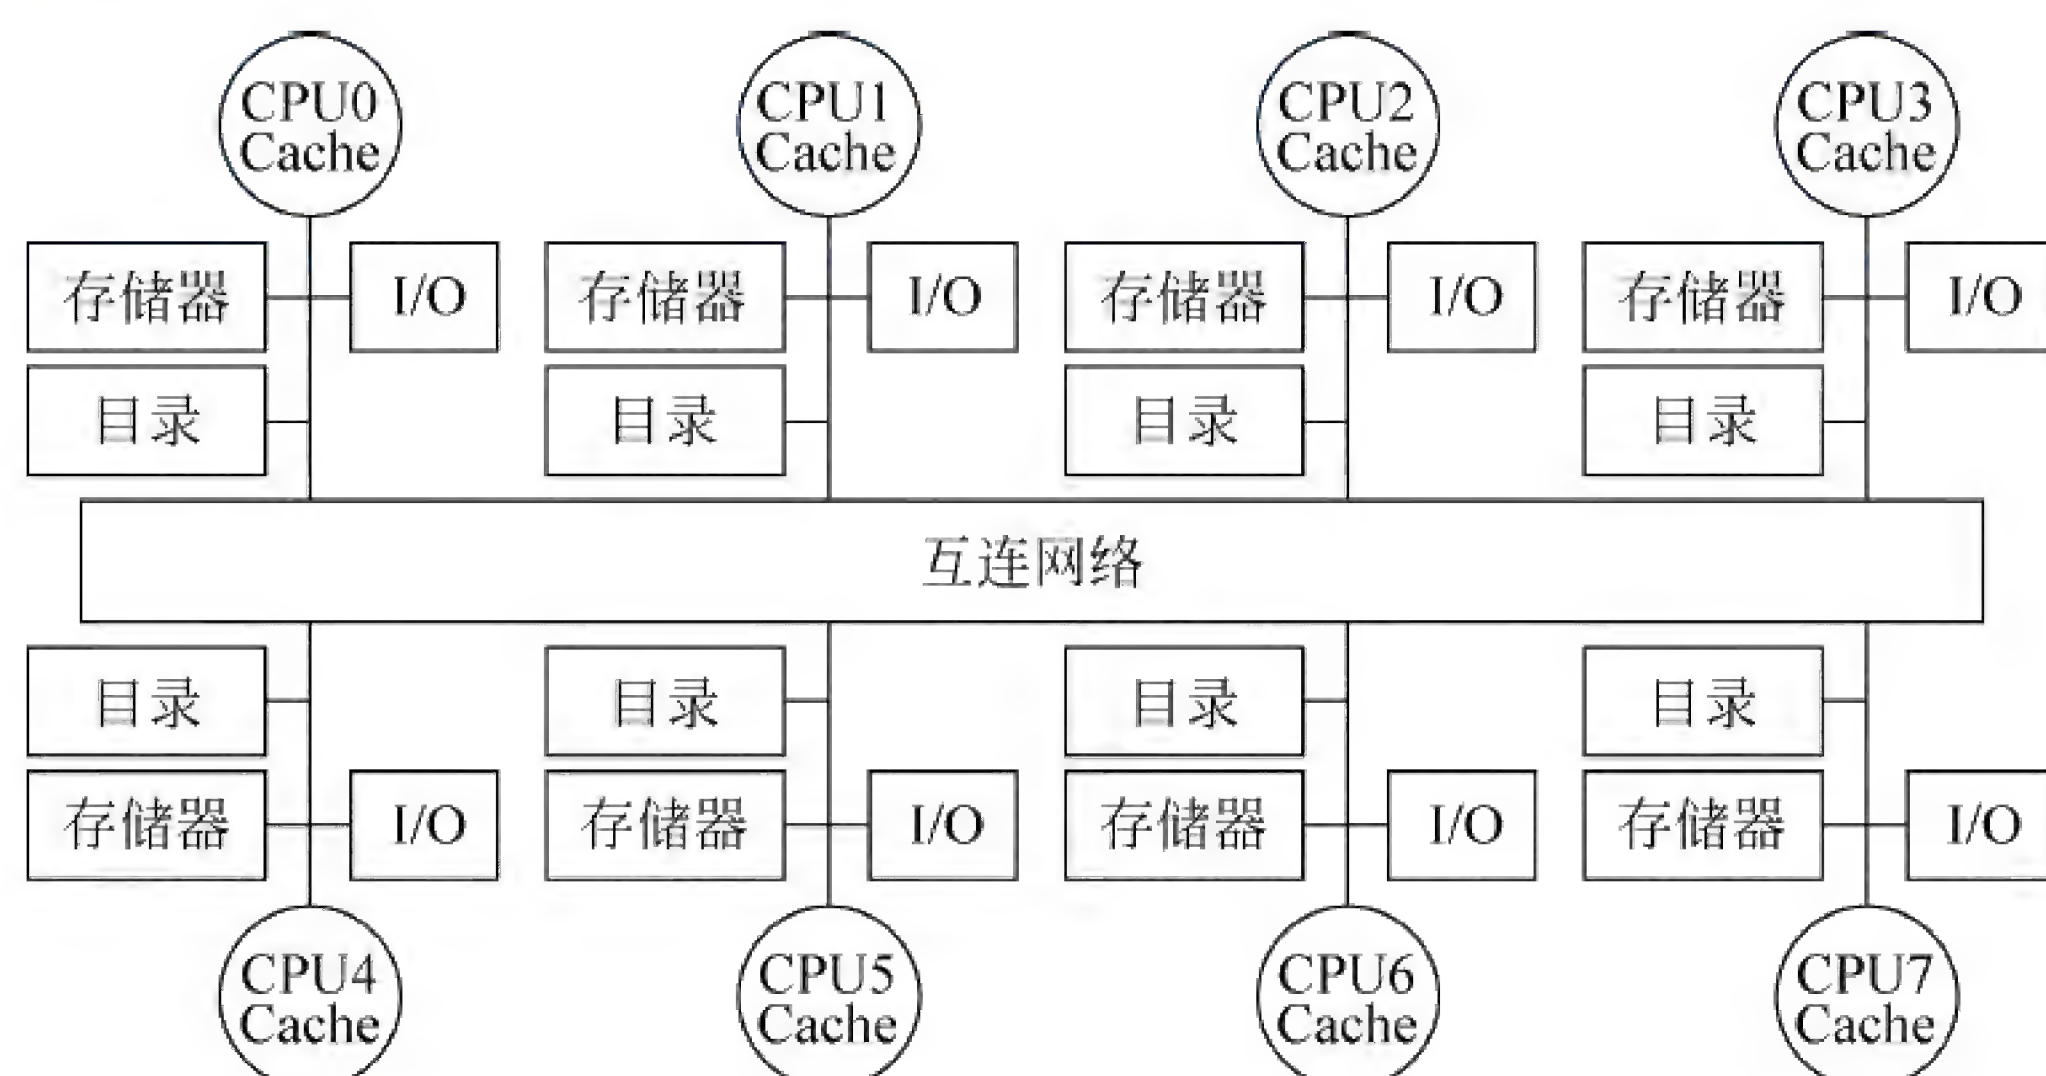 CPU0
Cache
CPU1
Cache
CPU2
Cache
CPU3
Cache
存储器
I/O
存储器
I/O
存储器
I/O
存储器
I/O
目录
目录
目录
目录
互连网络
目录
目录
目录
目录
存储器
I/O
存储器
I/O
存储器
I/O
存储器
I/O
CPU4
Cache
CPU5
Cache
CPU6
Cache
CPU7
Cache